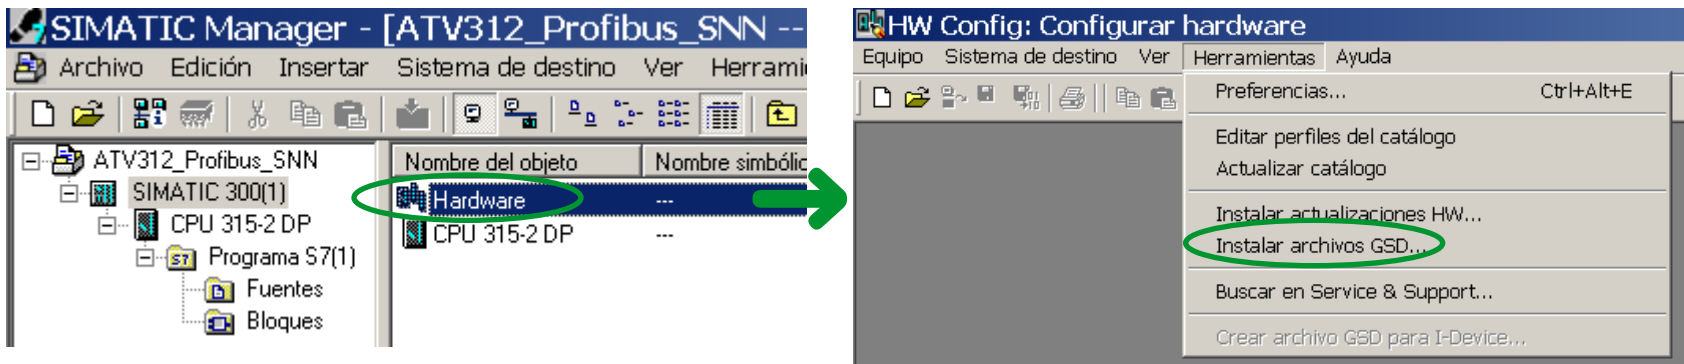 SIMATIC Manager - [ATV312_Profibus_SNN --
Archivo Edición Insertar Sistema de destino Ver Herrami
ATV312_Profibus_SNN
SIMATIC 300(1)
CPU 315-2 DP
Programa S7(1)
Fuentes
Bloques
Nombre del objeto Nombre simbólic
Hardware ---
CPU 315-2 DP ---
HW Config: Configurar hardware
Equipo Sistema de destino Ver Herramientas Ayuda
Preferencias... Ctrl+Alt+E
Editar perfiles del catálogo
Actualizar catálogo
Instalar actualizaciones HW...
Instalar archivos GSD...
Buscar en Service & Support...
Crear archivo GSD para I-Device...